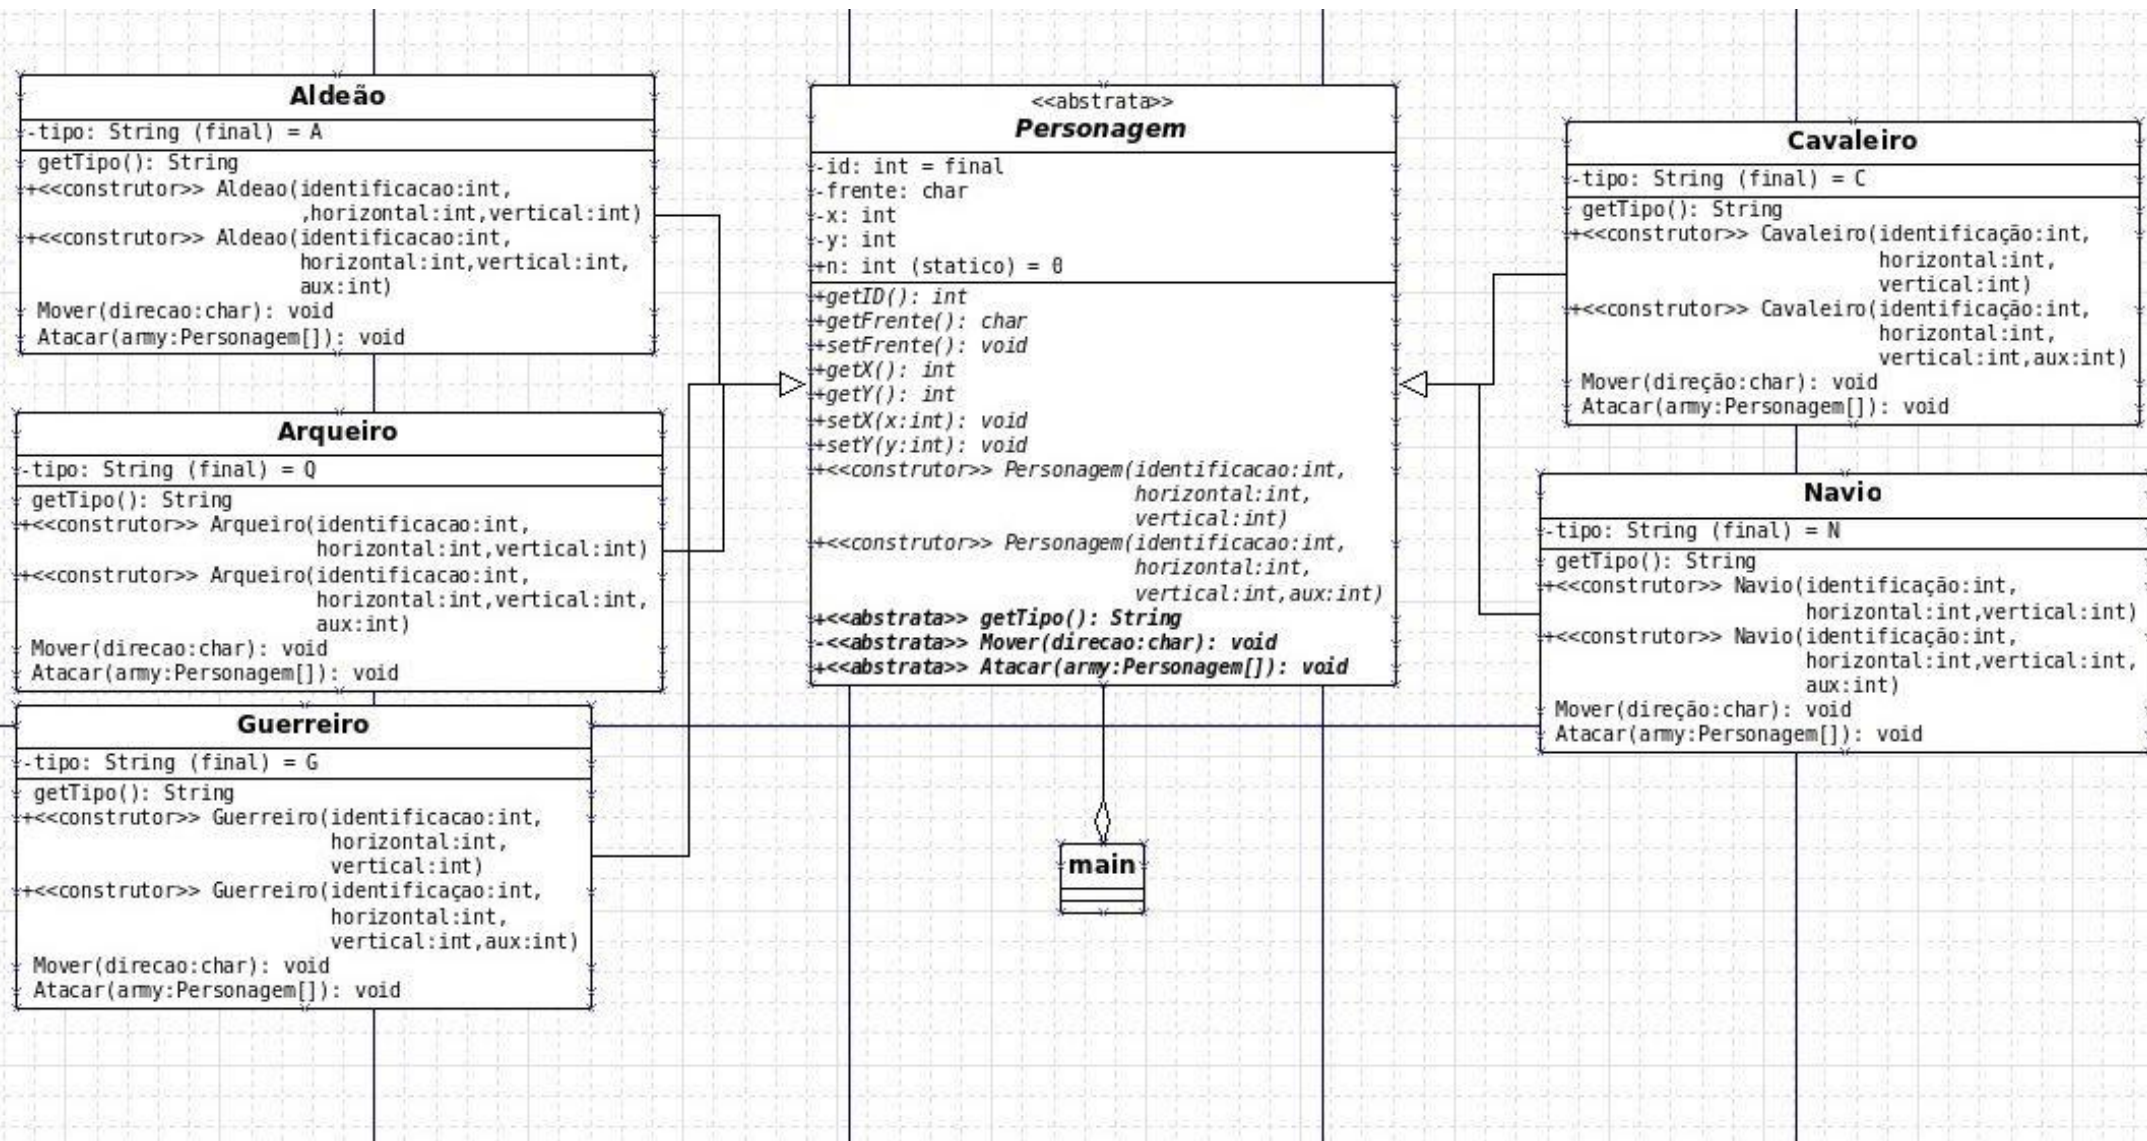 Aldeão
-tipo: String (final) = A
getTipo(): String
+<<construtor>> Aldeao(identificacao:int,
,horizontal:int,vertical:int)
+<<construtor>> Aldeao(identificacao:int,
horizontal:int,vertical:int,
aux:int)
Mover(direcao:char): void
Atacar(army:Personagem[]): void
Arqueiro
-tipo: String (final) = Q
getTipo(): String
+<<construtor>> Arqueiro(identificacao:int,
horizontal:int,vertical:int)
+<<construtor>> Arqueiro(identificacao:int,
horizontal:int,vertical:int,
aux:int)
Mover(direcao:char): void
Atacar(army:Personagem[]): void
Guerreiro
-tipo: String (final) = G
getTipo(): String
+<<construtor>> Guerreiro(identificacao:int,
horizontal:int,
vertical:int)
+<<construtor>> Guerreiro(identificaçao:int,
horizontal:int,
vertical:int,aux:int)
Mover(direcao:char): void
Atacar(army:Personagem[]): void
<<abstrata>>
Personagem
-id: int = final
-frente: char
-x: int
-y: int
+n: int (statico) = 0
+getID(): int
+getFrente(): char
+setFrente(): void
+getX(): int
+getY(): int
+setX(x:int): void
+setY(y:int): void
+<<construtor>> Personagem(identificacao:int,
horizontal:int,
vertical:int)
+<<construtor>> Personagem(identificacao:int,
horizontal:int,
vertical:int,aux:int)
+<<abstrata>> getTipo(): String
-<<abstrata>> Mover(direcao:char): void
+<<abstrata>> Atacar(army:Personagem[]): void
main
Cavaleiro
-tipo: String (final) = C
getTipo(): String
+<<construtor>> Cavaleiro(identificação:int,
horizontal:int,
vertical:int)
+<<construtor>> Cavaleiro(identificação:int,
horizontal:int,
vertical:int,aux:int)
Mover(direção:char): void
Atacar(army:Personagem[]): void
Navio
-tipo: String (final) = N
getTipo(): String
+<<construtor>> Navio(identificação:int,
horizontal:int,vertical:int)
+<<construtor>> Navio(identificação:int,
horizontal:int,vertical:int,
aux:int)
Mover(direção:char): void
Atacar(army:Personagem[]): void